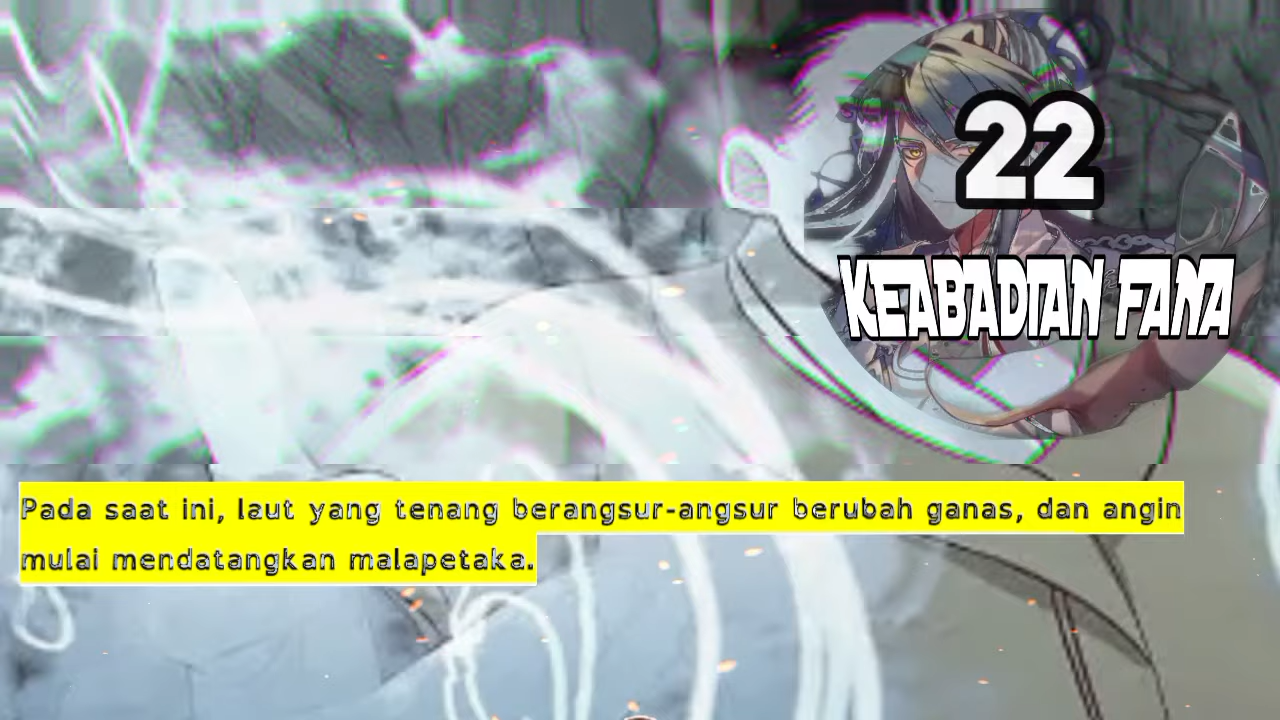 22
KEABADIAN FANA
Pada saat ini, laut yang tenang berangsur-angsur berubah ganas, dan angin
mulai mendatangkan malapetaka.